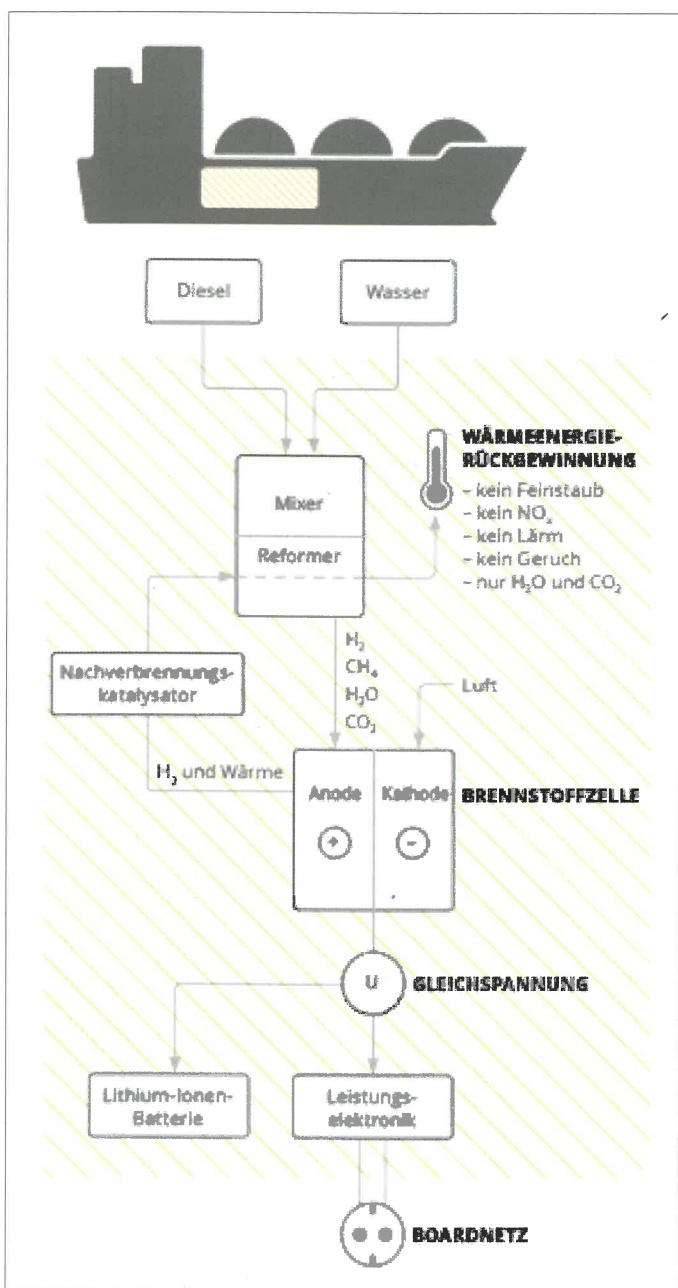 Diesel
Wasser
WÄRMEENERGIE-
RÜCKGEWINNUNG
– kein Feinstaub
– kein NOₓ
– kein Lärm
– kein Geruch
– nur H₂O und CO₂
Mixer
Reformer
Nachverbrennungs-
katalysator
H₂
CH₄
H₂O
CO₂
Luft
H₂ und Wärme
Anode
Kathode
BRENNSTOFFZELLE
+
−
U
GLEICHSPANNUNG
Lithium-Ionen-
Batterie
Leistungs-
elektronik
BOARDNETZ